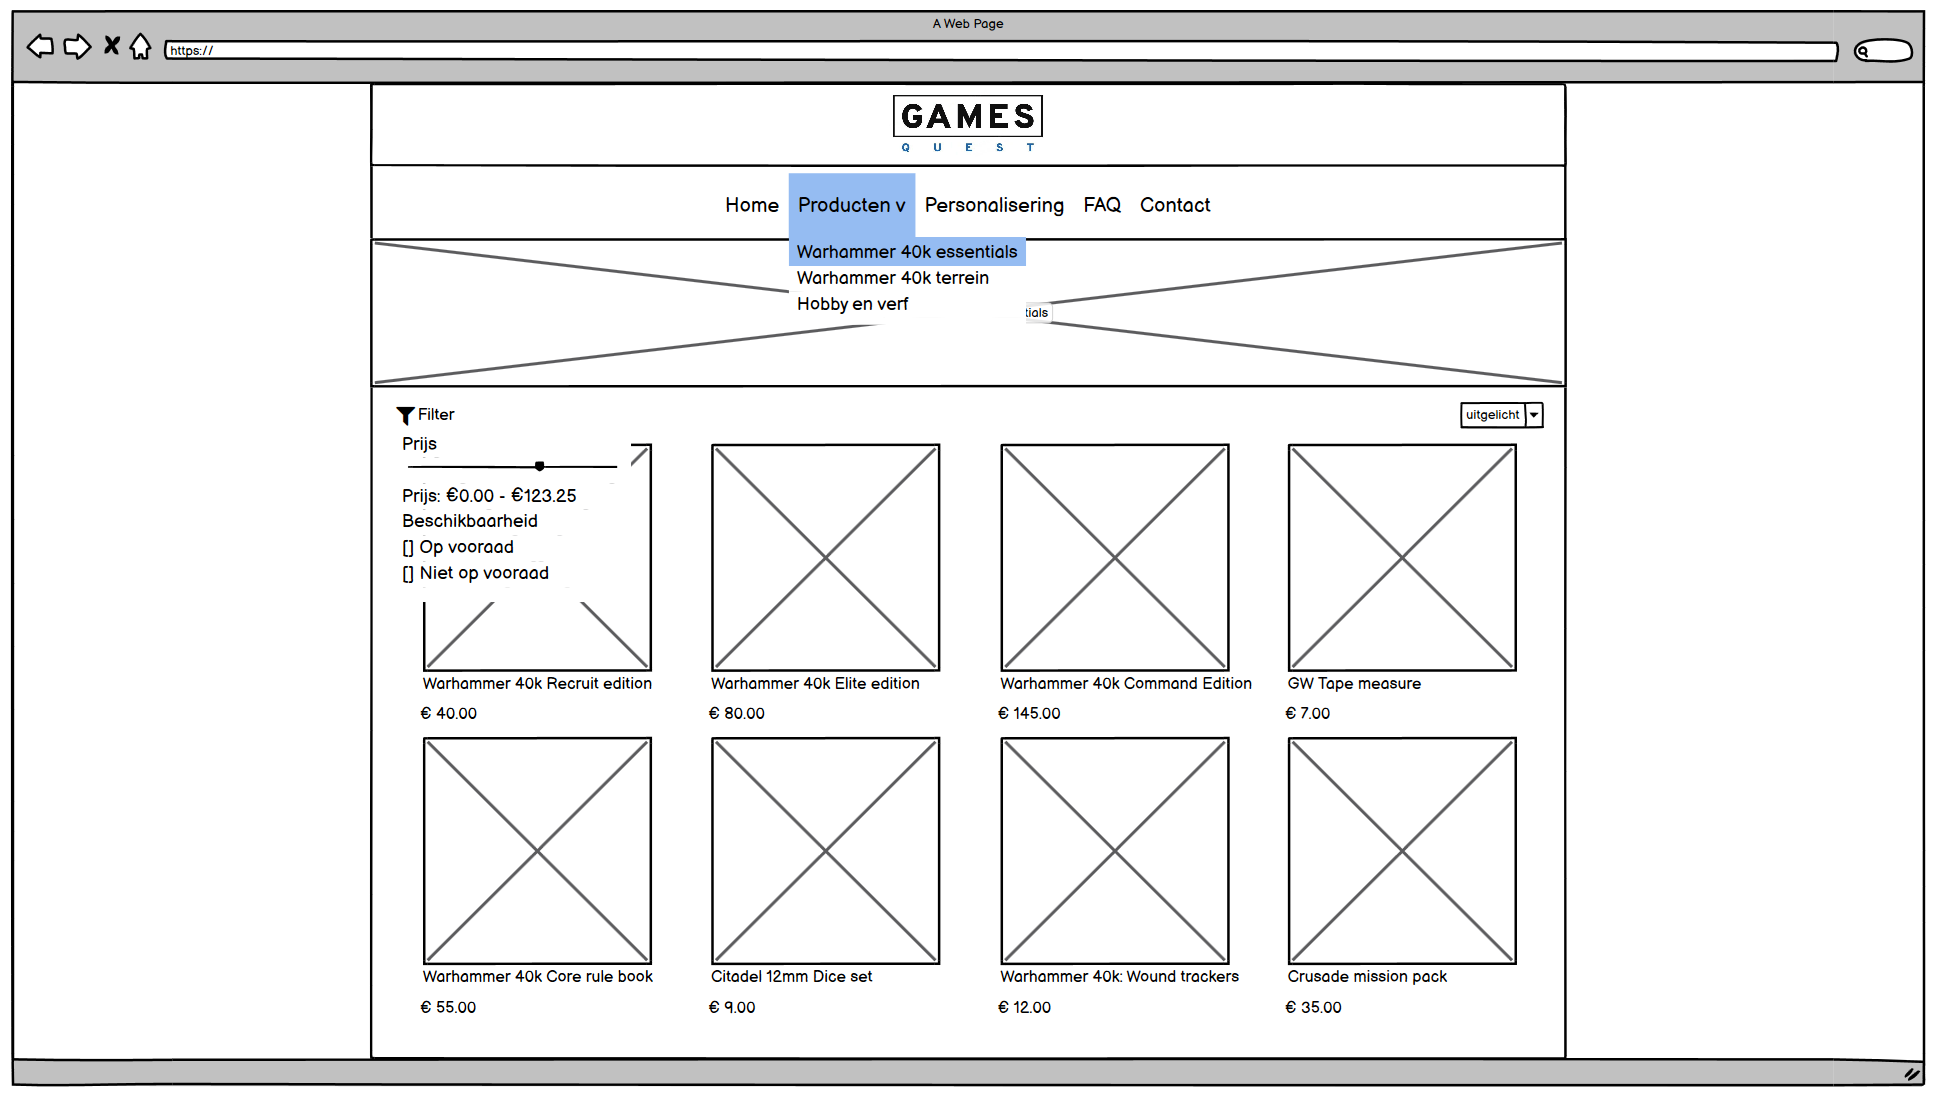 A Web Page
https://
GAMES
QUEST
Home Producten v Personalisering FAQ Contact
Warhammer 40k essentials
Warhammer 40k terrein
Hobby en verf
tials
Filter
uitgelicht
Prijs
Prijs: €0.00 - €123.25
Beschikbaarheid
[] Op vooraad
[] Niet op vooraad
Warhammer 40k Recruit edition
€ 40.00
Warhammer 40k Elite edition
€ 80.00
Warhammer 40k Command Edition
€ 145.00
GW Tape measure
€ 7.00
Warhammer 40k Core rule book
€ 55.00
Citadel 12mm Dice set
€ 9.00
Warhammer 40k: Wound trackers
€ 12.00
Crusade mission pack
€ 35.00